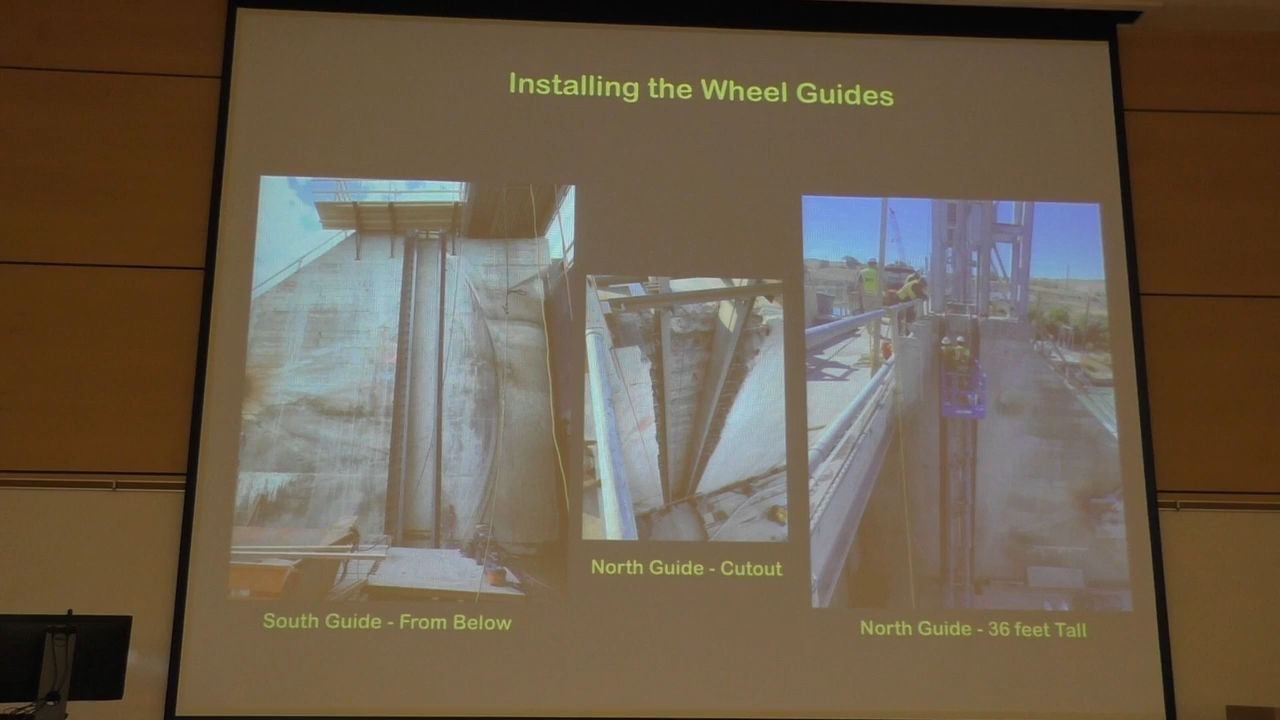 Installing the Wheel Guides
North Guide - Cutout
South Guide - From Below
North Guide - 36 feet Tall